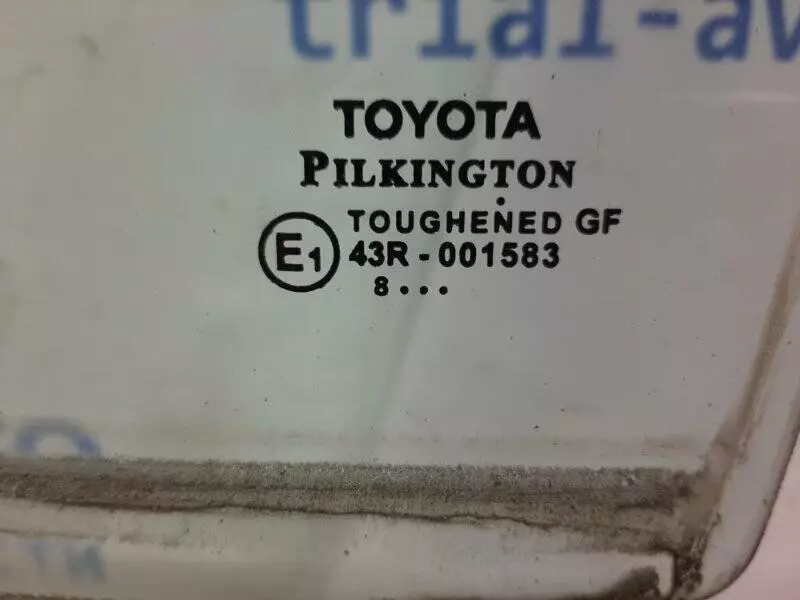 trial-av
TOYOTA
PILKINGTON
TOUGHENED GF
E1 43R-001583
8...